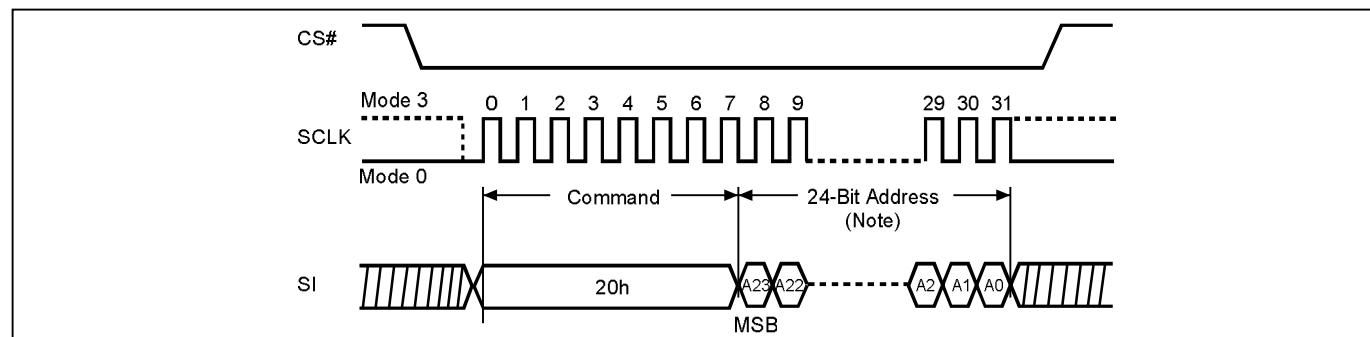 CS#
Mode 3
0 1 2 3 4 5 6 7 8 9 29 30 31
SCLK
Mode 0
Command
24-Bit Address
(Note)
SI
20h
A23 A22 A2 A1 A0
MSB